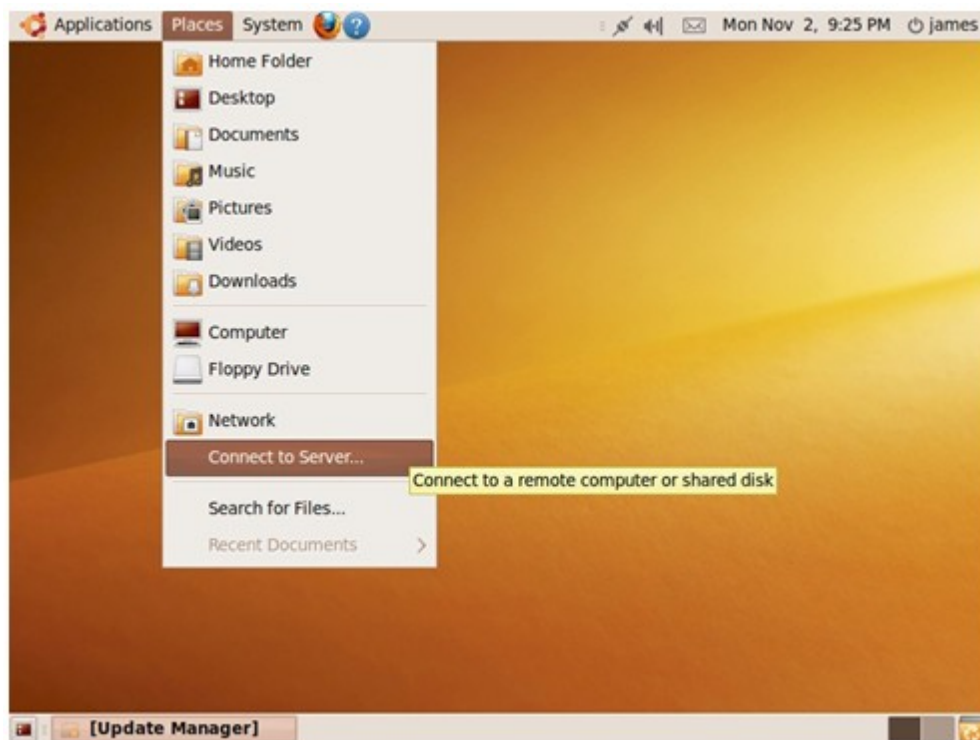 Applications Places System ? Mon Nov 2, 9:25 PM james
Home Folder
Desktop
Documents
Music
Pictures
Videos
Downloads
Computer
Floppy Drive
Network
Connect to Server...
Connect to a remote computer or shared disk
Search for Files...
Recent Documents
[Update Manager]